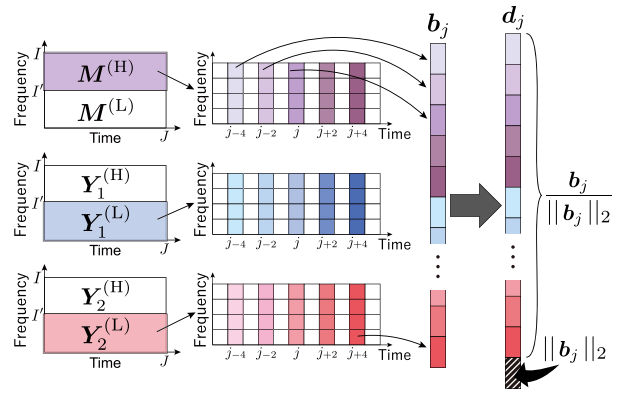 b_j
d_j
I
Frequency
M^(H)
I′
M^(L)
Time
J
Frequency
j−4
j−2
j
j+2
j+4
Time
I
Frequency
Y_1^(H)
I′
Y_1^(L)
Time
J
Frequency
j−4
j−2
j
j+2
j+4
Time
I
Frequency
Y_2^(H)
I′
Y_2^(L)
Time
J
Frequency
j−4
j−2
j
j+2
j+4
Time
b_j
||b_j||_2
||b_j||_2